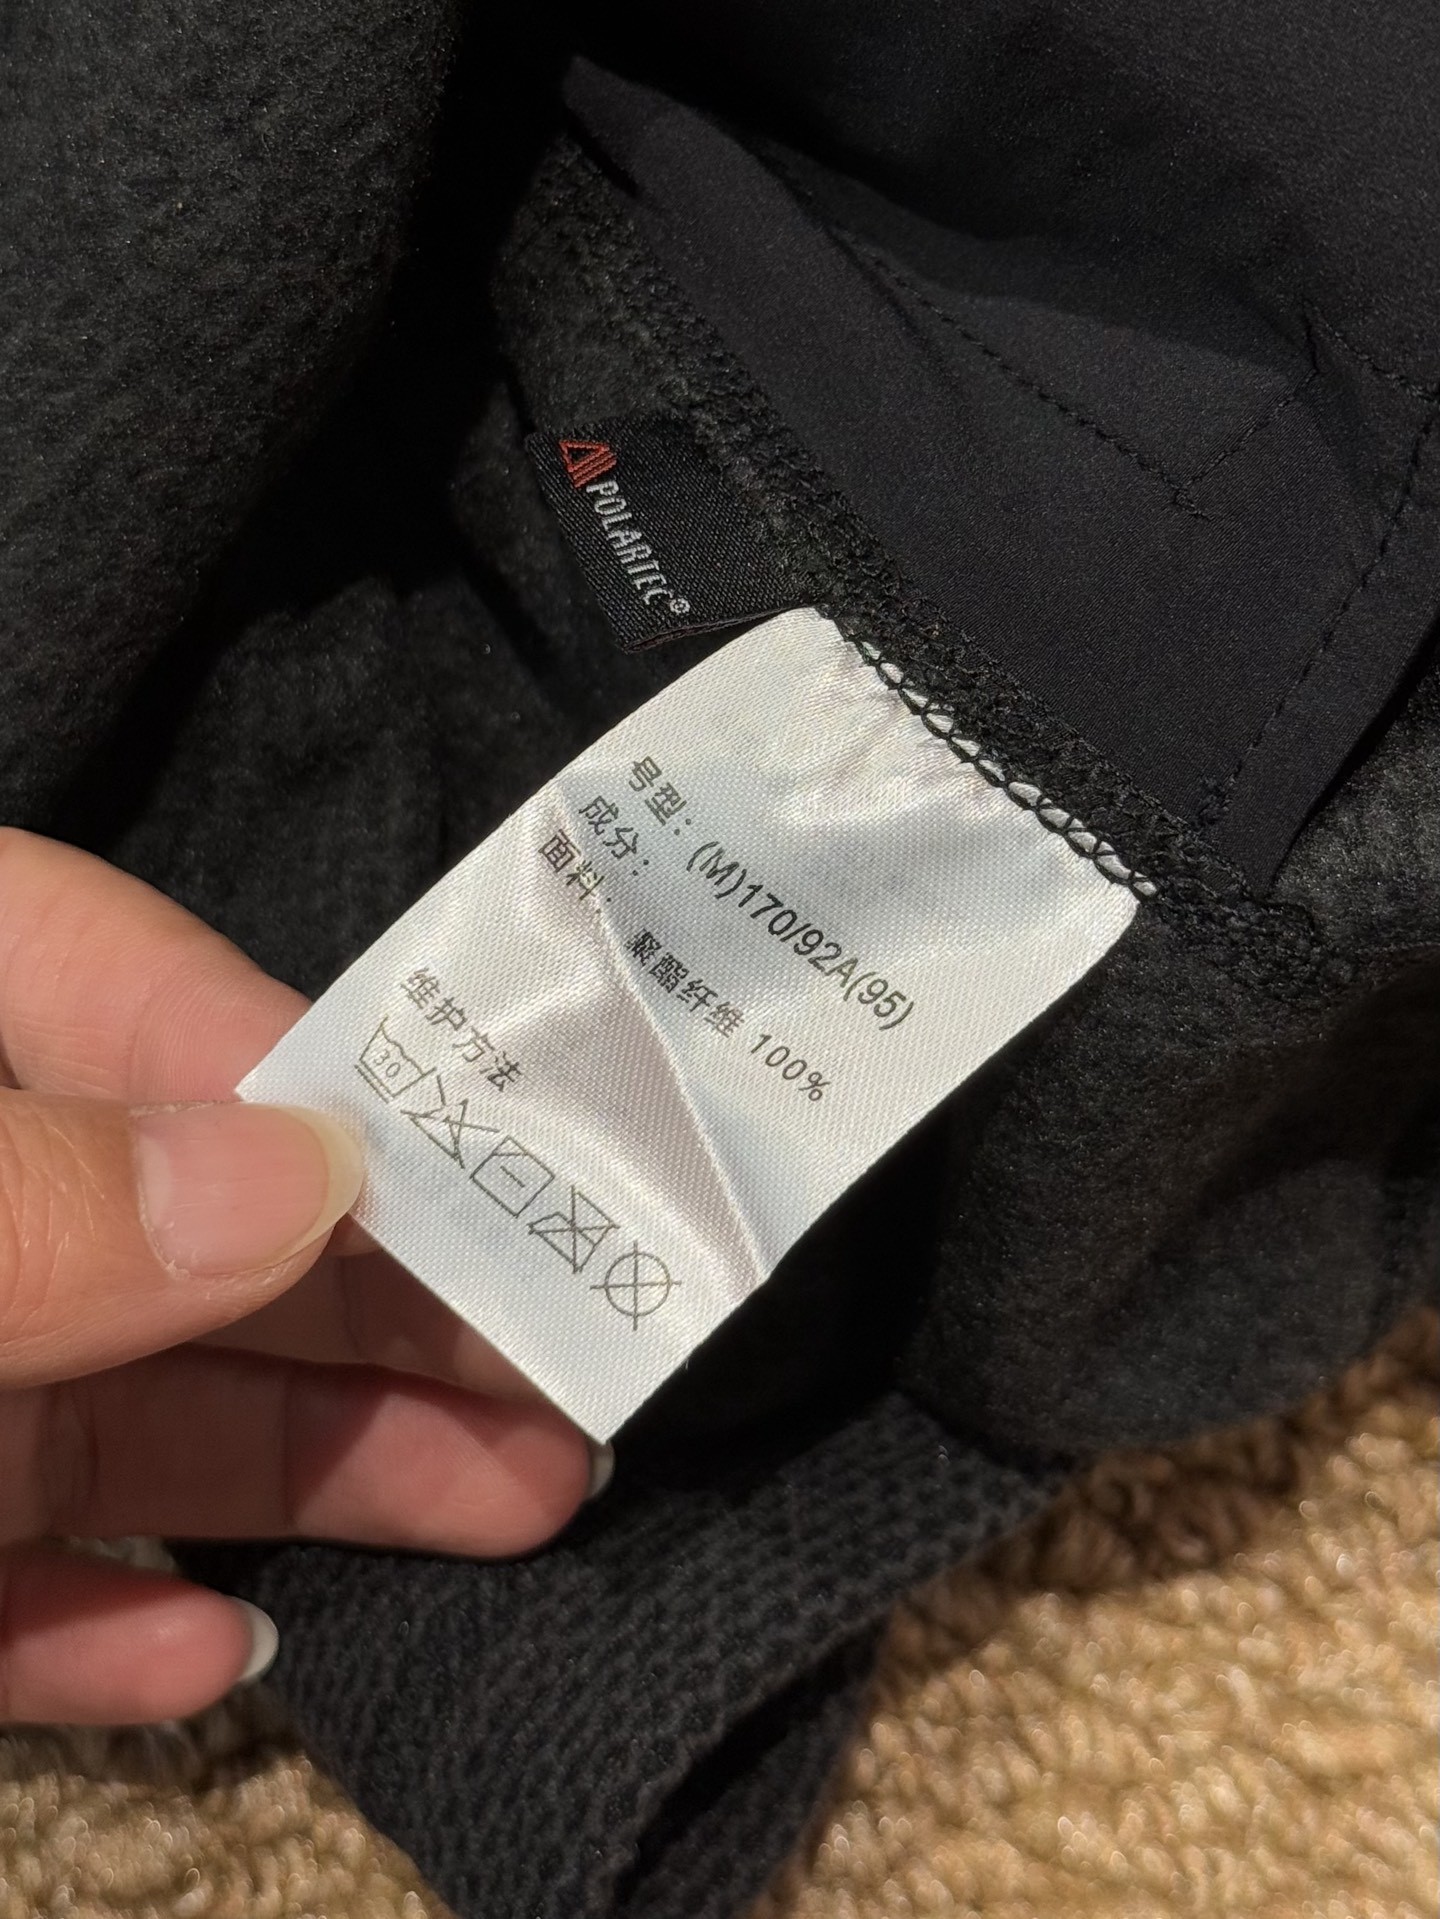 POLARTEC®
号型：(M)170/92A(95)
成分：
面料：聚酯纤维 100%
维护方法
30